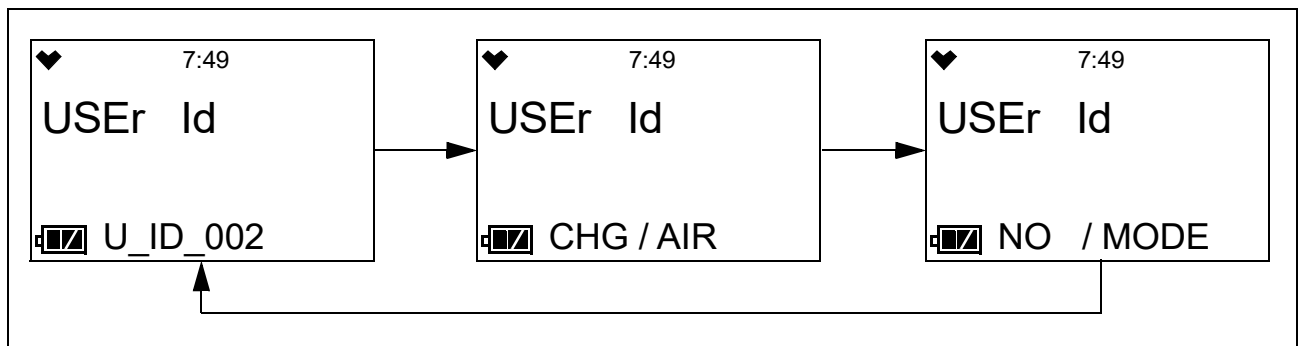 7:49
USEr Id
U_ID_002
7:49
USEr Id
CHG / AIR
7:49
USEr Id
NO / MODE